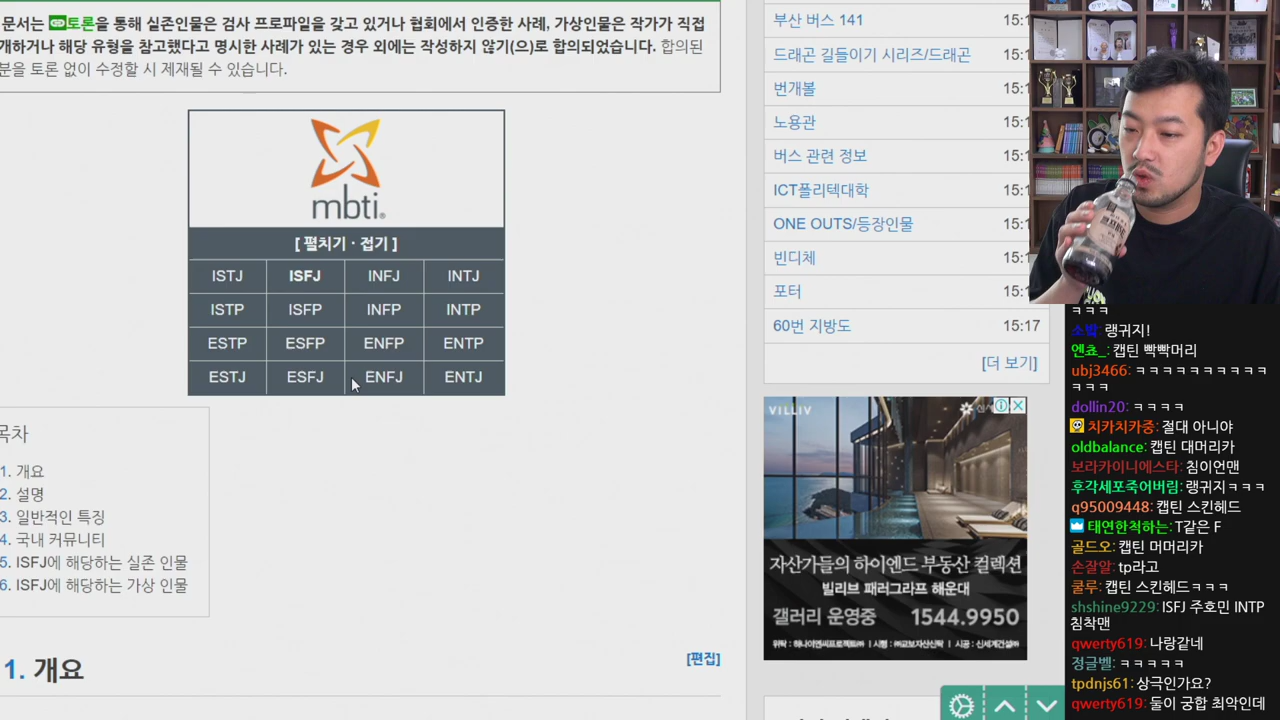 문서는 토론을 통해 실존인물은 검사 프로파일을 갖고 있거나 협회에서 인증한 사례, 가상인물은 작가가 직접
개하거나 해당 유형을 참고했다고 명시한 사례가 있는 경우 외에는 작성하지 않기(으)로 합의되었습니다. 합의된
분을 토론 없이 수정할 시 제재될 수 있습니다.
mbti®
[ 펼치기 · 접기 ]
ISTJ ISFJ INFJ INTJ
ISTP ISFP INFP INTP
ESTP ESFP ENFP ENTP
ESTJ ESFJ ENFJ ENTJ
목차
1. 개요
2. 설명
3. 일반적인 특징
4. 국내 커뮤니티
5. ISFJ에 해당하는 실존 인물
6. ISFJ에 해당하는 가상 인물
1. 개요
[편집]
부산 버스 141 15:1
드래곤 길들이기 시리즈/드래곤 15:1
번개볼 15:1
노용관 15:1
버스 관련 정보 15:1
ICT폴리텍대학 15:1
ONE OUTS/등장인물 15:1
빈디체 15:1
포터 15:1
60번 지방도 15:17
[더 보기]
VILLIV
자산가들의 하이엔드 부동산 컬렉션
빌리브 패러그라프 해운대
갤러리 운영중 1544.9950
ㅋㅋㅋ
소밥: 랭귀지!
엔쵸_: 캡틴 빡빡머리
ubj3466: ㅋㅋㅋㅋㅋㅋㅋㅋㅋㅋ
ㅋㅋㅋ
dollin20: ㅋㅋㅋㅋ
치카치카중: 절대 아니야
oldbalance: 캡틴 대머리카
보라카이니에스타: 침이언맨
후각세포죽어버림: 랭귀지ㅋㅋㅋ
q95009448: 캡틴 스킨헤드
태연한척하는: T같은 F
골드오: 캡틴 머머리카
손잘알: tp라고
쿨루: 캡틴 스킨헤드ㅋㅋㅋ
shshine9229: ISFJ 주호민 INTP
침착맨
qwerty619: 나랑같네
정글벨: ㅋㅋㅋㅋㅋ
tpdnjs61: 상극인가요?
qwerty619: 둘이 궁합 최악인데